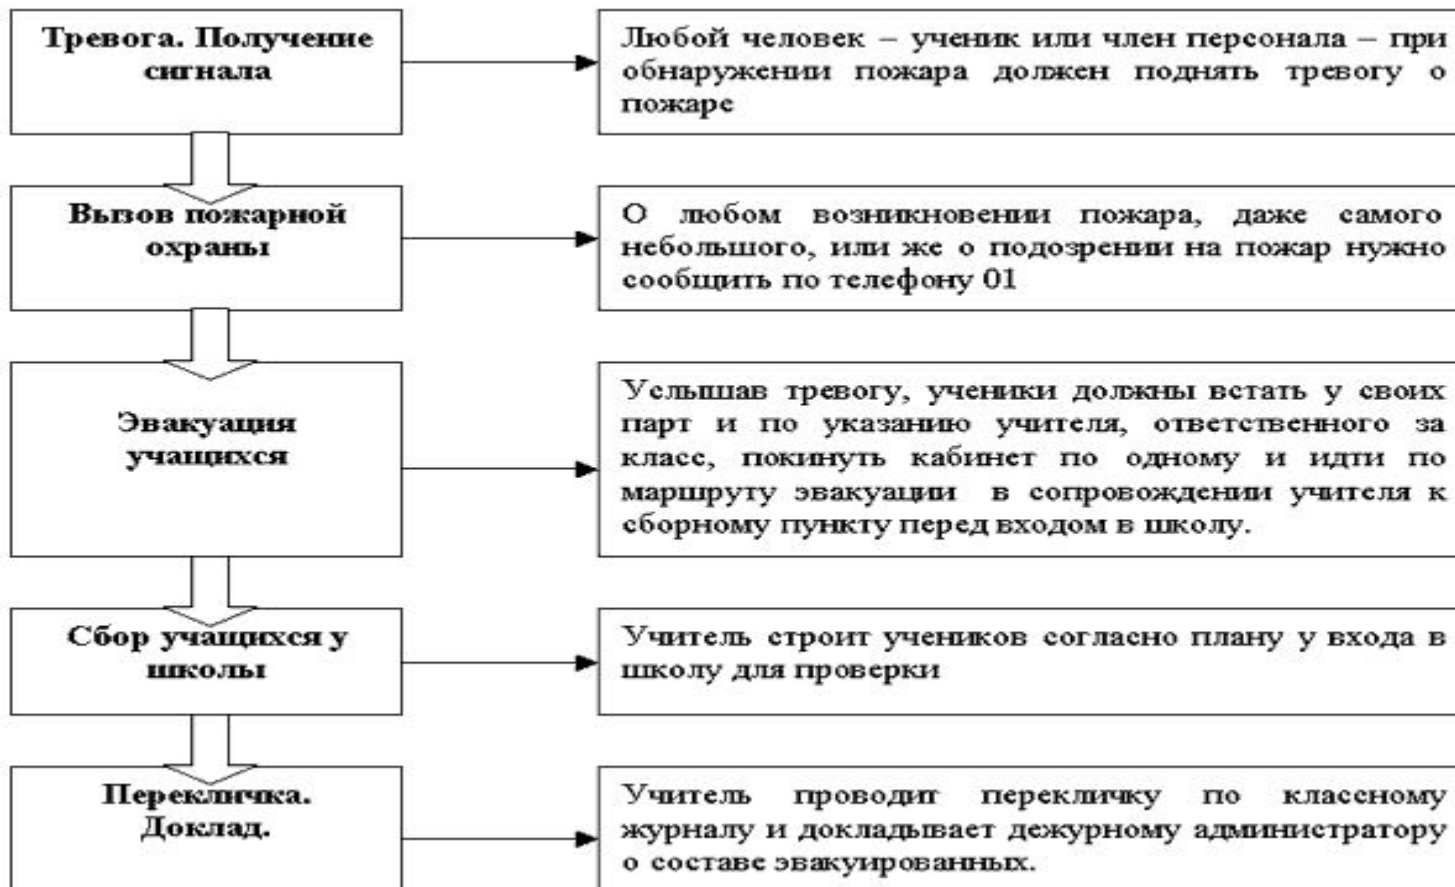 Тревога. Получение
сигнала
Любой человек – ученик или член персонала – при
обнаружении пожара должен поднять тревогу о
пожаре
Вызов пожарной
охраны
О любом возникновении пожара, даже самого
небольшого, или же о подозрении на пожар нужно
сообщить по телефону 01
Эвакуация
учащихся
Услышав тревогу, ученики должны встать у своих
парт и по указанию учителя, ответственного за
класс, покинуть кабинет по одному и идти по
маршруту эвакуации в сопровождении учителя к
сборному пункту перед входом в школу.
Сбор учащихся у
школы
Учитель строит учеников согласно плану у входа в
школу для проверки
Перекличка.
Доклад.
Учитель проводит перекличку по классному
журналу и докладывает дежурному администратору
о составе эвакуированных.